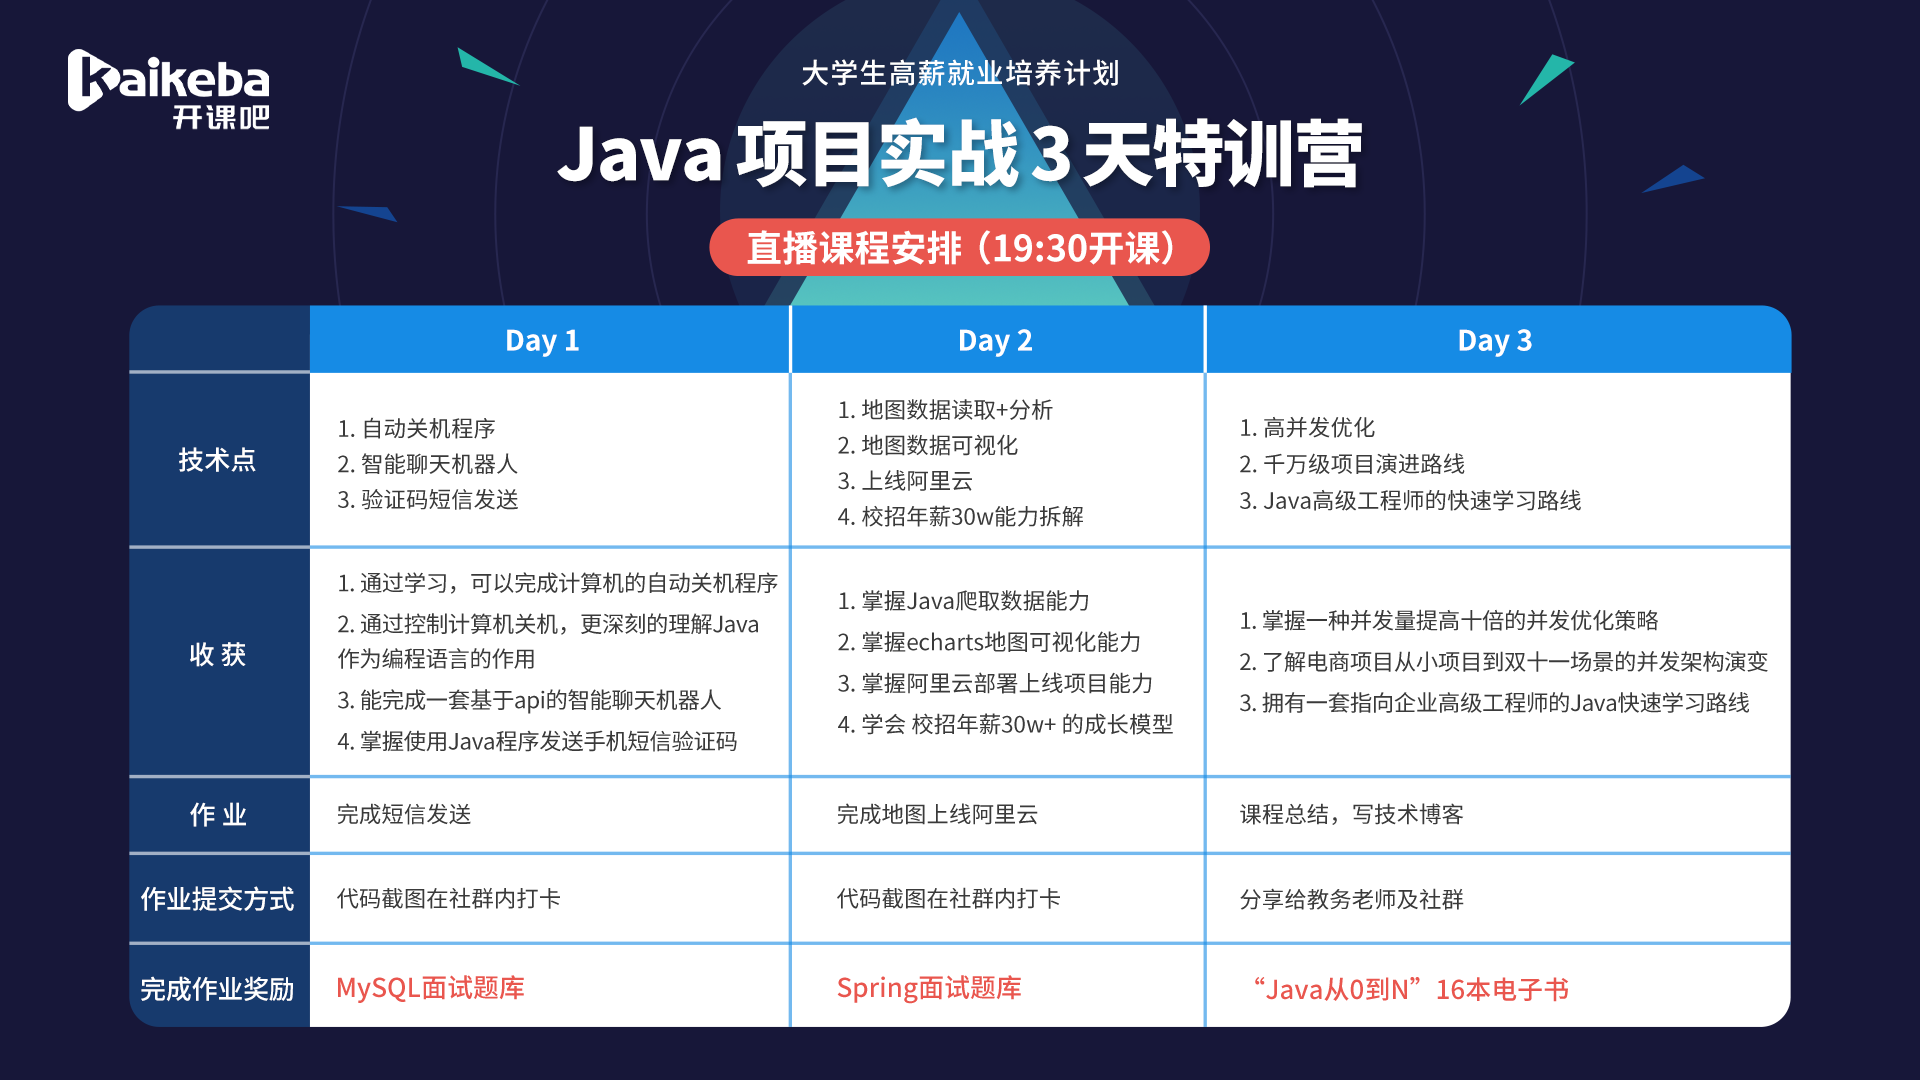 Kaikeba
开课吧
大学生高薪就业培养计划
Java 项目实战 3 天特训营
直播课程安排（19:30开课）
Day 1
Day 2
Day 3
技术点
1. 自动关机程序
2. 智能聊天机器人
3. 验证码短信发送
1. 地图数据读取+分析
2. 地图数据可视化
3. 上线阿里云
4. 校招年薪30w能力拆解
1. 高并发优化
2. 千万级项目演进路线
3. Java高级工程师的快速学习路线
收 获
1. 通过学习，可以完成计算机的自动关机程序
2. 通过控制计算机关机，更深刻的理解Java
作为编程语言的作用
3. 能完成一套基于api的智能聊天机器人
4. 掌握使用Java程序发送手机短信验证码
1. 掌握Java爬取数据能力
2. 掌握echarts地图可视化能力
3. 掌握阿里云部署上线项目能力
4. 学会 校招年薪30w+ 的成长模型
1. 掌握一种并发量提高十倍的并发优化策略
2. 了解电商项目从小项目到双十一场景的并发架构演变
3. 拥有一套指向企业高级工程师的Java快速学习路线
作 业
完成短信发送
完成地图上线阿里云
课程总结，写技术博客
作业提交方式
代码截图在社群内打卡
代码截图在社群内打卡
分享给教务老师及社群
完成作业奖励
MySQL面试题库
Spring面试题库
“Java从0到N”16本电子书